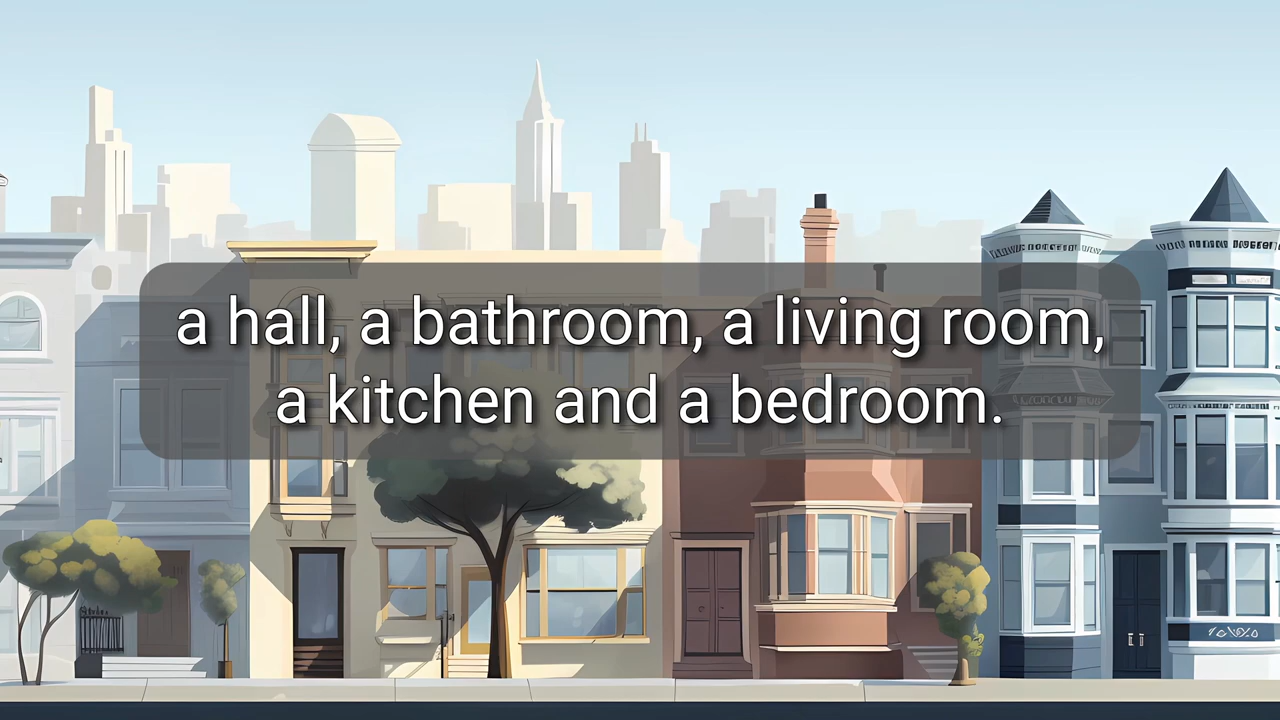 a hall, a bathroom, a living room,
a kitchen and a bedroom.